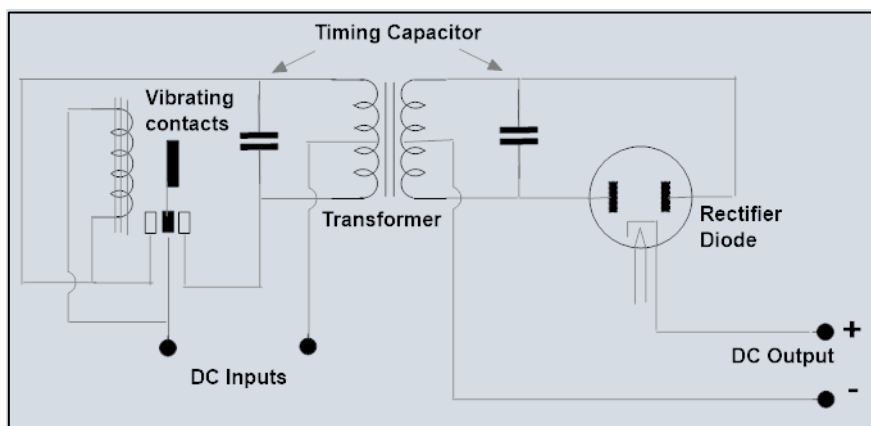 Timing Capacitor
Vibrating
contacts
Transformer
Rectifier
Diode
DC Inputs
DC Output
+
-